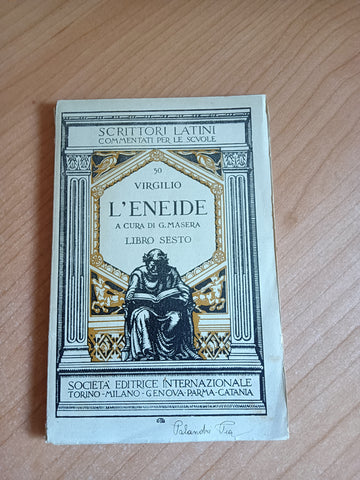 SCRITTORI LATINI
COMMENTATI PER LE SCVOLE
50
VIRGILIO
L'ENEIDE
A CURA DI G. MASERA
LIBRO SESTO
SOCIETÀ EDITRICE INTERNAZIONALE
TORINO - MILANO - GENOVA - PARMA - CATANIA